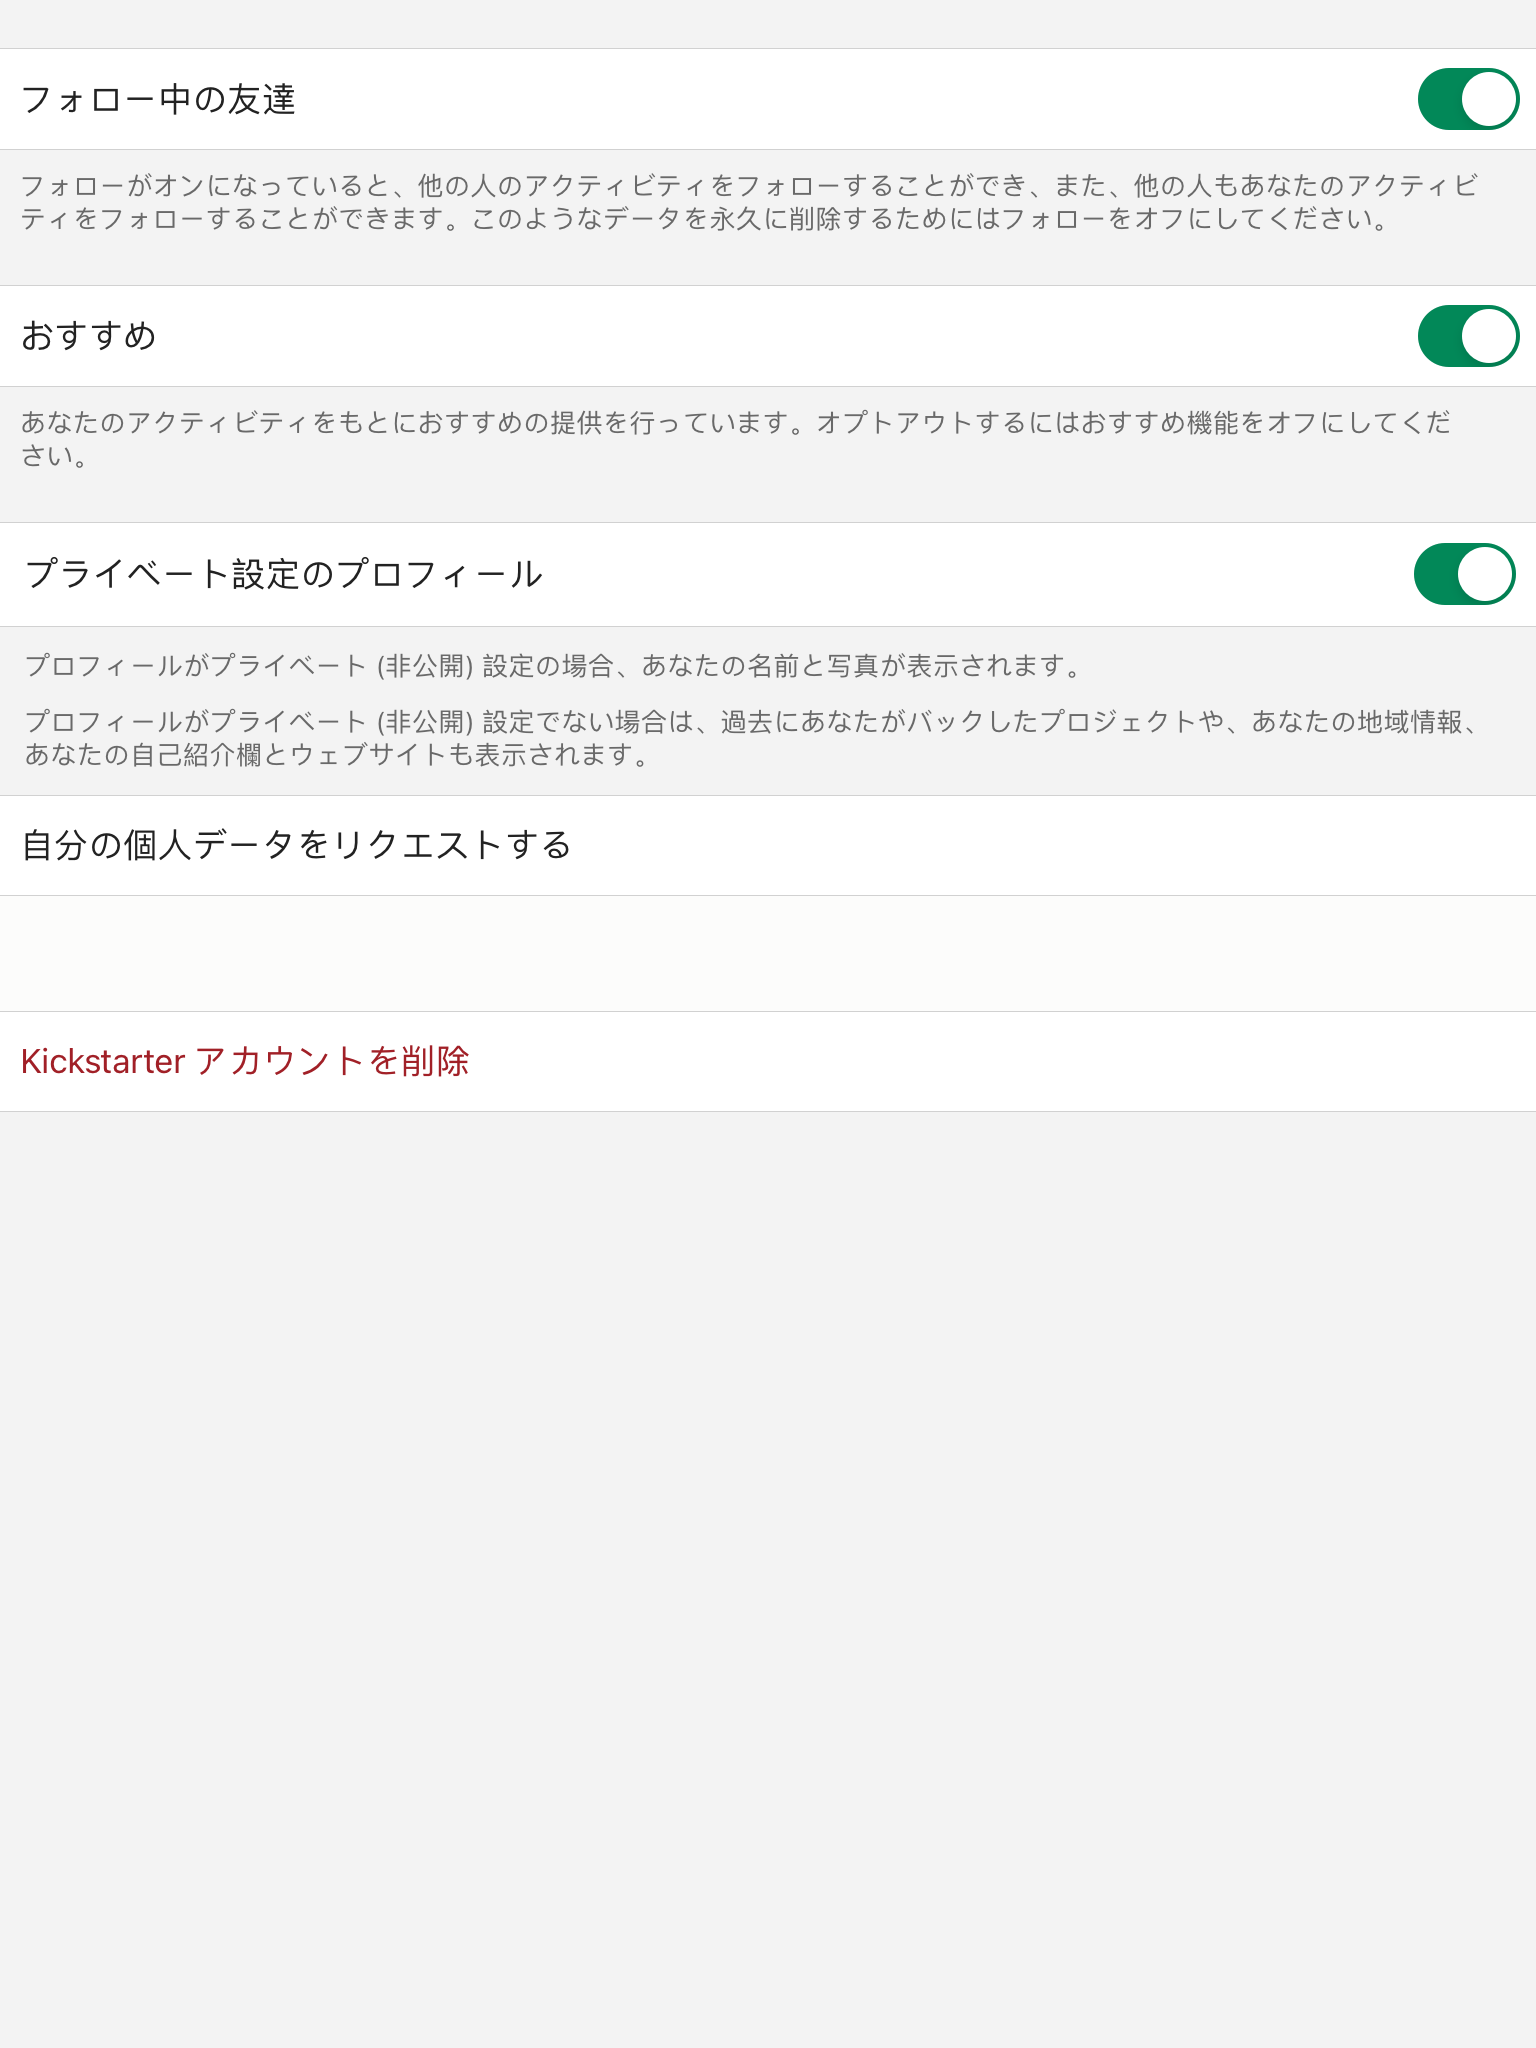 フォロー中の友達
フォローがオンになっていると、他の人のアクティビティをフォローすることができ、また、他の人もあなたのアクティビ
ティをフォローすることができます。このようなデータを永久に削除するためにはフォローをオフにしてください。
おすすめ
あなたのアクティビティをもとにおすすめの提供を行っています。オプトアウトするにはおすすめ機能をオフにしてくだ
さい。
プライベート設定のプロフィール
プロフィールがプライベート (非公開) 設定の場合、あなたの名前と写真が表示されます。
プロフィールがプライベート (非公開) 設定でない場合は、過去にあなたがバックしたプロジェクトや、あなたの地域情報、
あなたの自己紹介欄とウェブサイトも表示されます。
自分の個人データをリクエストする
Kickstarter アカウントを削除